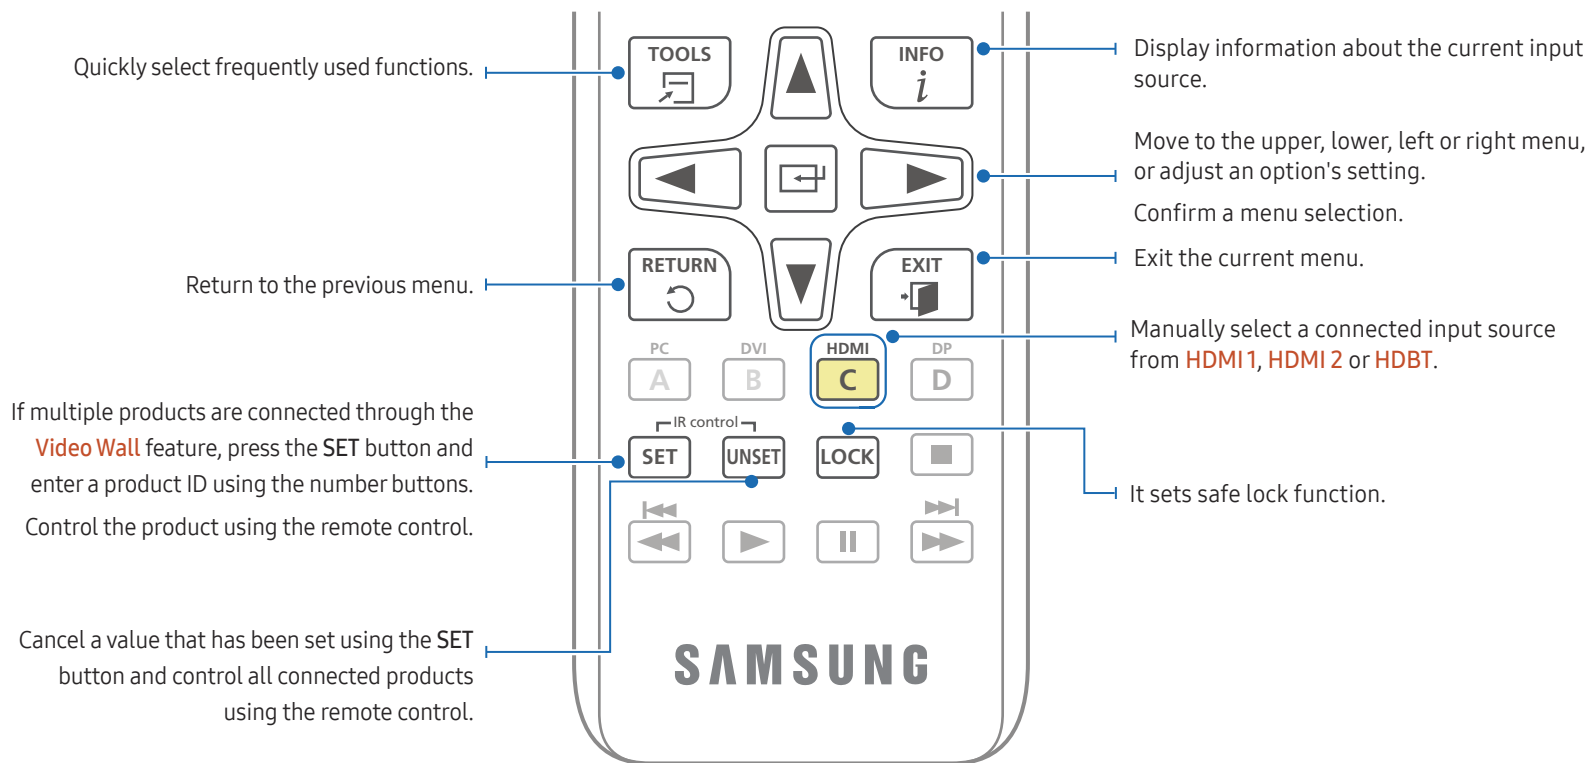 TOOLS
INFO
i
Quickly select frequently used functions.
Display information about the current input
source.
Move to the upper, lower, left or right menu,
or adjust an option's setting.
Confirm a menu selection.
RETURN
EXIT
Return to the previous menu.
Exit the current menu.
PC
DVI
HDMI
DP
A
B
C
D
Manually select a connected input source
from HDMI 1, HDMI 2 or HDBT.
If multiple products are connected through the
Video Wall feature, press the SET button and
enter a product ID using the number buttons.
Control the product using the remote control.
IR control
SET
UNSET
LOCK
It sets safe lock function.
Cancel a value that has been set using the SET
button and control all connected products
using the remote control.
SAMSUNG